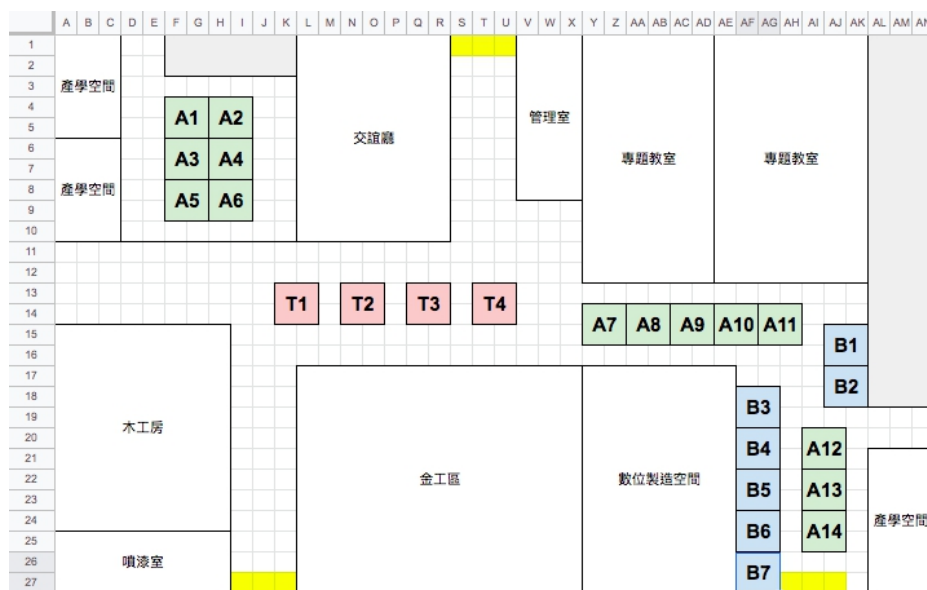 A B C D E F G H I J K L M N O P Q R S T U V W X Y Z AA AB AC AD AE AF AG AH AI AJ AK AL AM AN
1
2
3
產學空間
4
A1 A2
5
管理室
6
交誼廳
A3 A4
7
專題教室 專題教室
8
產學空間
A5 A6
9
10
11
12
13
T1 T2 T3 T4
14
A7 A8 A9 A10 A11
15
B1
16
17
B2
18
B3
19
20
木工房
A12
21
B4
22
金工區 數位製造空間
B5 A13
23
24
產學空間
B6 A14
25
26
噴漆室
B7
27